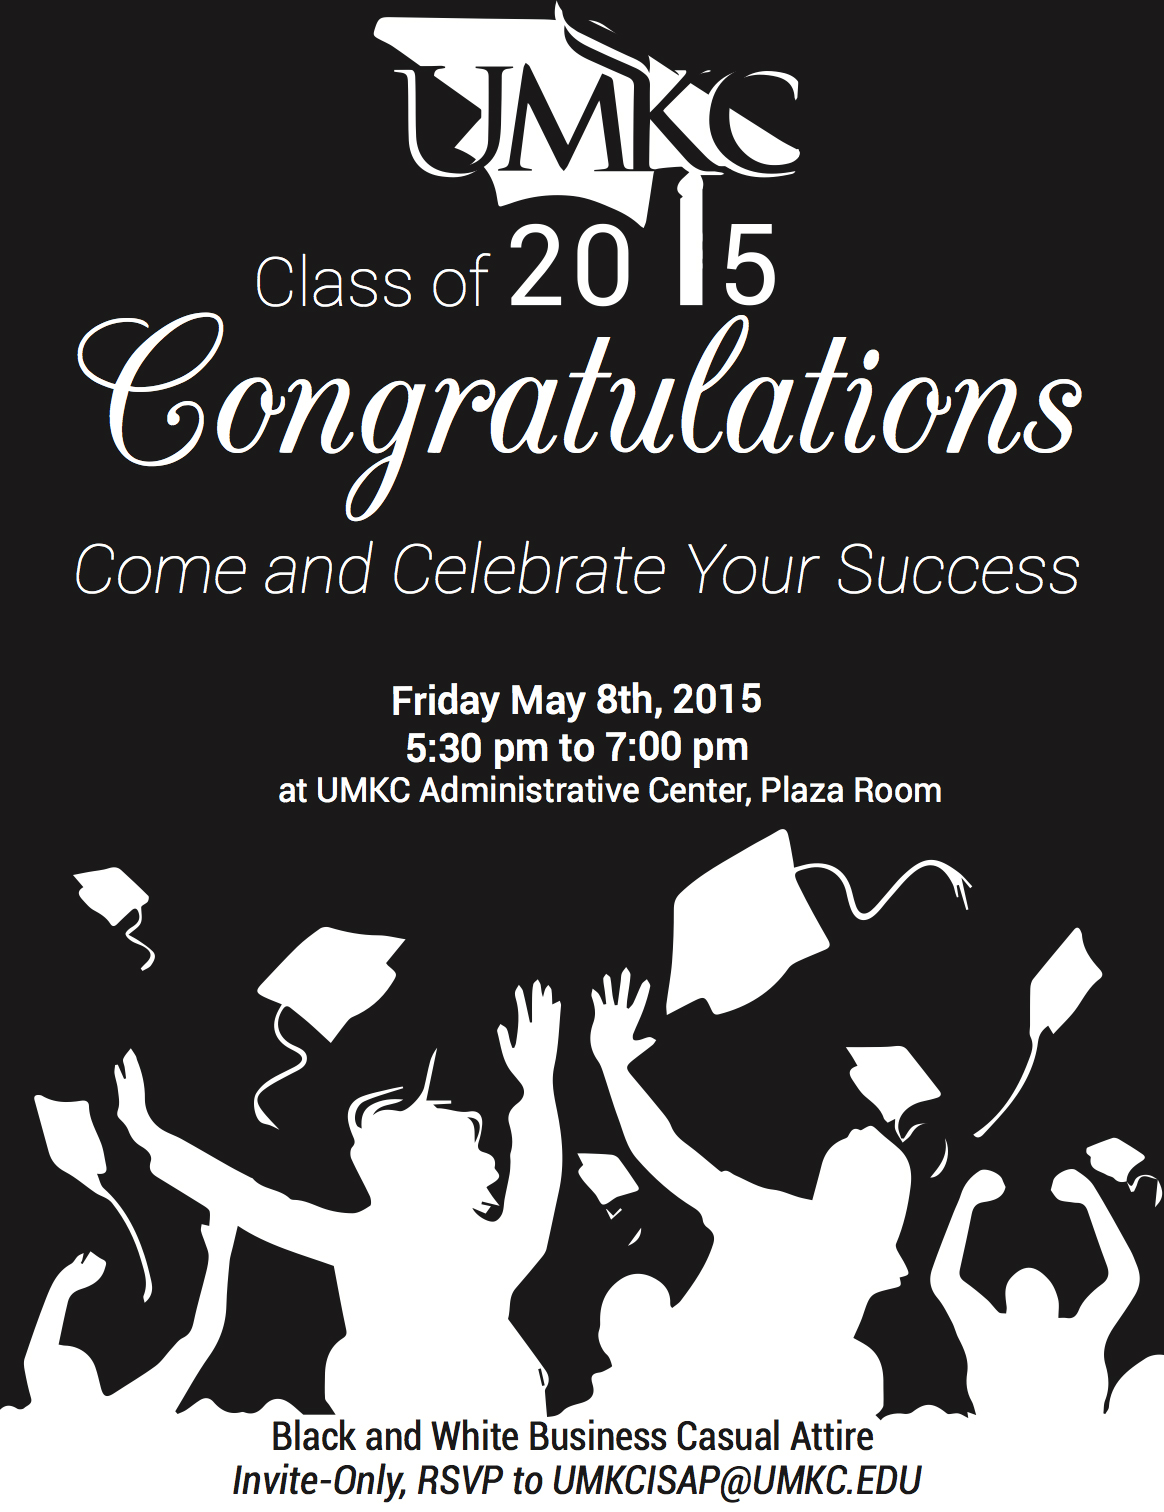 UMKC
Class of 2015
Congratulations
Come and Celebrate Your Success
Friday May 8th, 2015
5:30 pm to 7:00 pm
at UMKC Administrative Center, Plaza Room
Black and White Business Casual Attire
Invite-Only, RSVP to UMKCISAP@UMKC.EDU